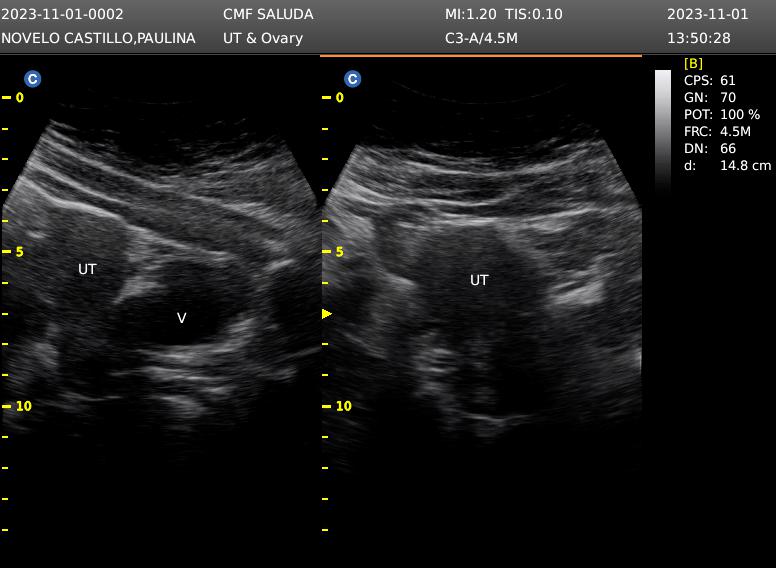 2023-11-01-0002 CMF SALUDA MI:1.20 TIS:0.10 2023-11-01
NOVELO CASTILLO,PAULINA UT & Ovary C3-A/4.5M 13:50:28
[B]
C C
0 0
CPS: 61
GN: 70
POT: 100 %
FRC: 4.5M
DN: 66
d: 14.8 cm
5 5
UT UT
V
10 10